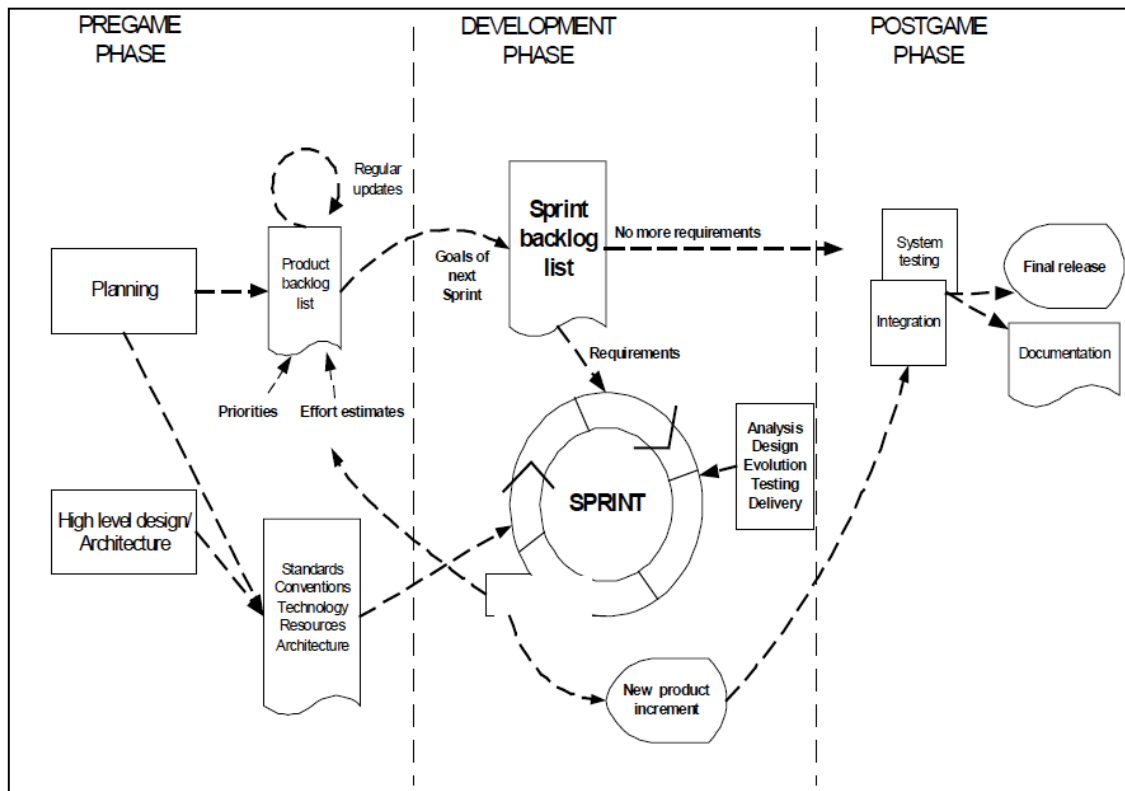 PREGAME
PHASE
DEVELOPMENT
PHASE
POSTGAME
PHASE
Regular
updates
Planning
Product
backlog
list
Priorities
Effort estimates
High level design/
Architecture
Standards
Conventions
Technology
Resources
Architecture
Goals of
next
Sprint
Sprint
backlog
list
No more requirements
Requirements
SPRINT
Analysis
Design
Evolution
Testing
Delivery
New product
increment
System
testing
Integration
Final release
Documentation